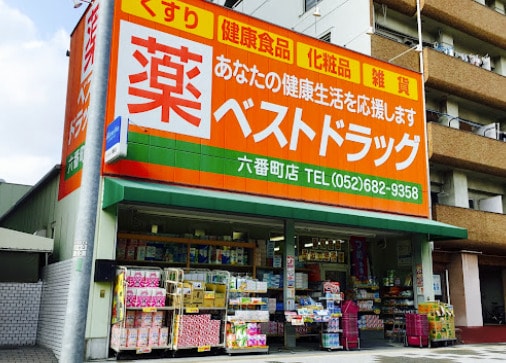 くすり 健康食品 化粧品 雑貨
薬
あなたの健康生活を応援します
ベストドラッグ
六番町店 TEL(052)682-9358